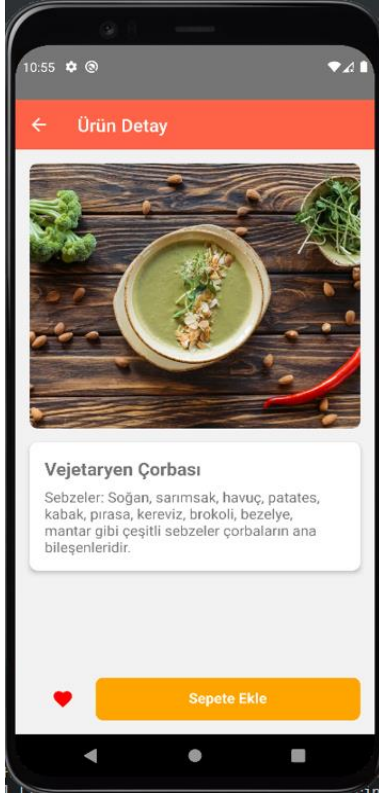 10:55
Ürün Detay
Vejetaryen Çorbası
Sebzeler: Soğan, sarımsak, havuç, patates,
kabak, pırasa, kereviz, brokoli, bezelye,
mantar gibi çeşitli sebzeler çorbaların ana
bileşenleridir.
Sepete Ekle